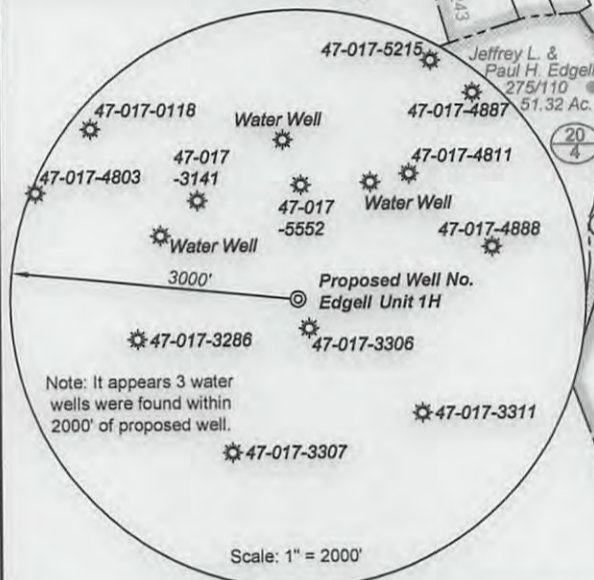 43
47-017-5215
Jeffrey L. &
Paul H. Edgell
275/110
51.32 Ac.
47-017-4887
20
4
47-017-0118
Water Well
47-017
-3141
47-017-4811
47-017-4803
47-017
-5552
Water Well
47-017-4888
Water Well
3000'
Proposed Well No.
Edgell Unit 1H
47-017-3286
47-017-3306
Note: It appears 3 water
wells were found within
2000' of proposed well.
47-017-3311
47-017-3307
Scale: 1" = 2000'